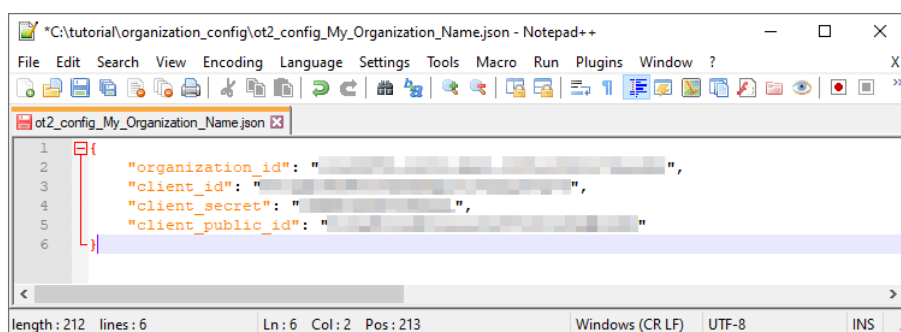 *C:\tutorial\organization_config\ot2_config_My_Organization_Name.json - Notepad++
File Edit Search View Encoding Language Settings Tools Macro Run Plugins Window ? X
ot2_config_My_Organization_Name.json
1 {
2 "organization_id": " ",
3 "client_id": " ",
4 "client_secret": " ",
5 "client_public_id": " "
6 }
length : 212 lines : 6 Ln : 6 Col : 2 Pos : 213 Windows (CR LF) UTF-8 INS